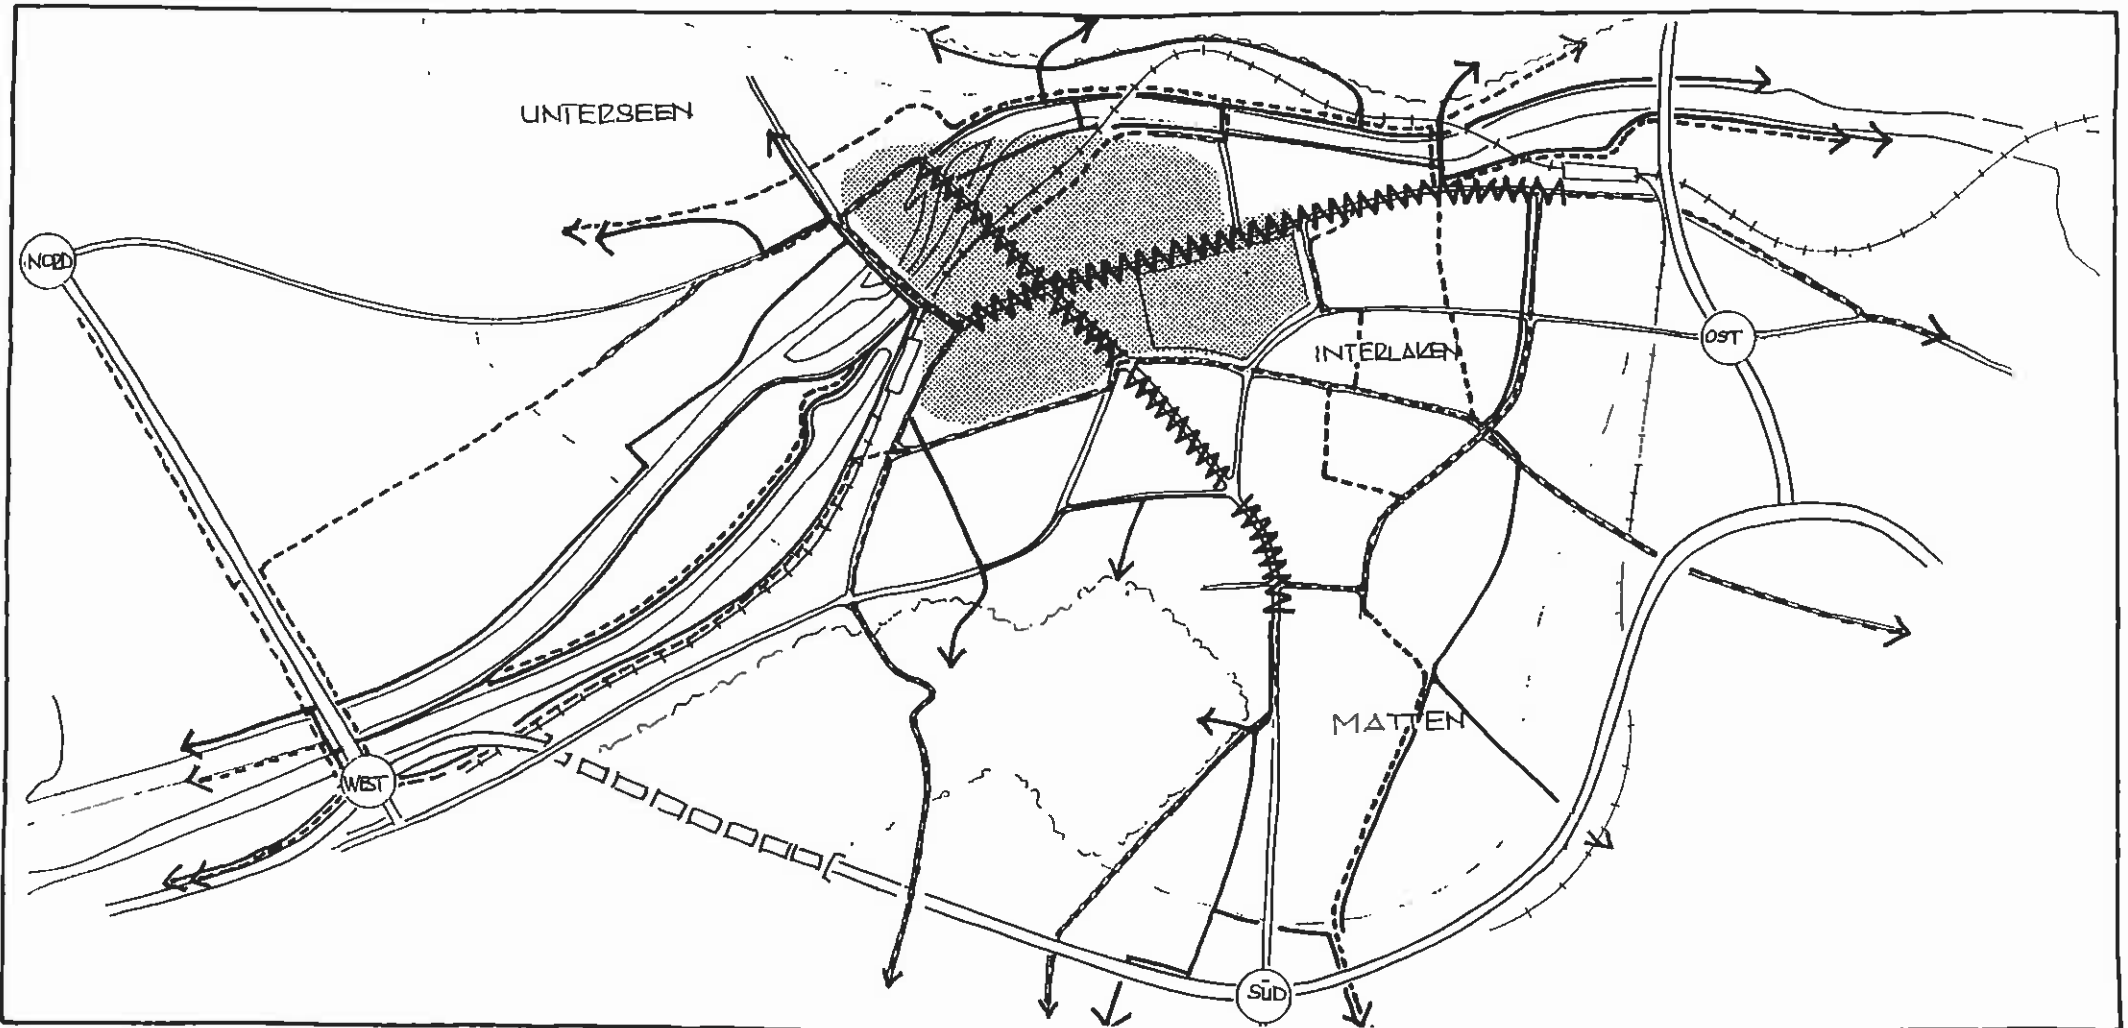 UNTERSEEN
NORD
OST
INTERLAKEN
MATTEN
WEST
SÜD